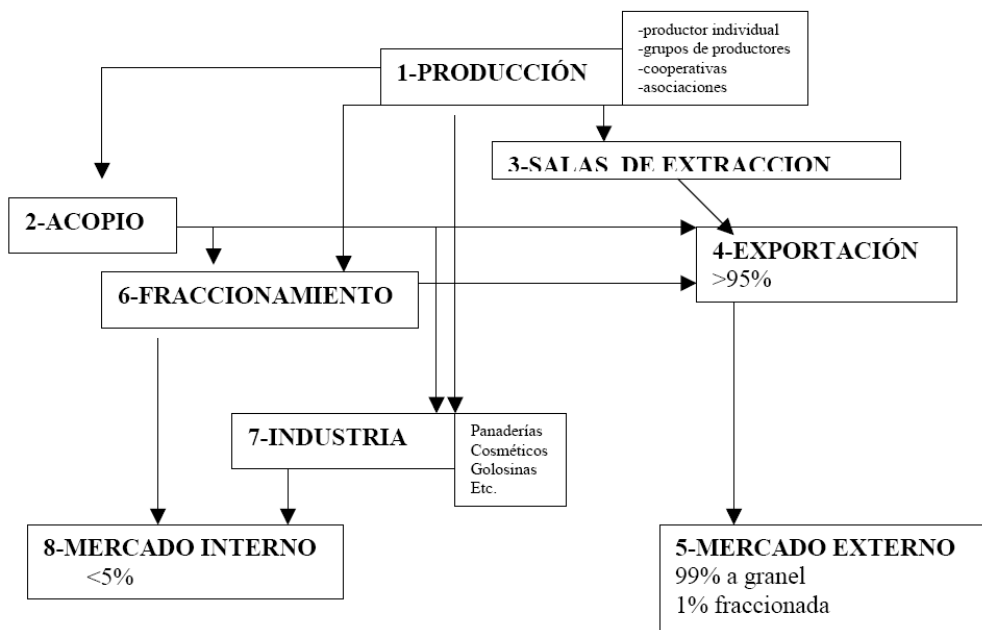 -productor individual
-grupos de productores
-cooperativas
-asociaciones
1-PRODUCCIÓN
3-SALAS DE EXTRACCION
2-ACOPIO
4-EXPORTACIÓN
>95%
6-FRACCIONAMIENTO
7-INDUSTRIA
Panaderías
Cosméticos
Golosinas
Etc.
8-MERCADO INTERNO
<5%
5-MERCADO EXTERNO
99% a granel
1% fraccionada